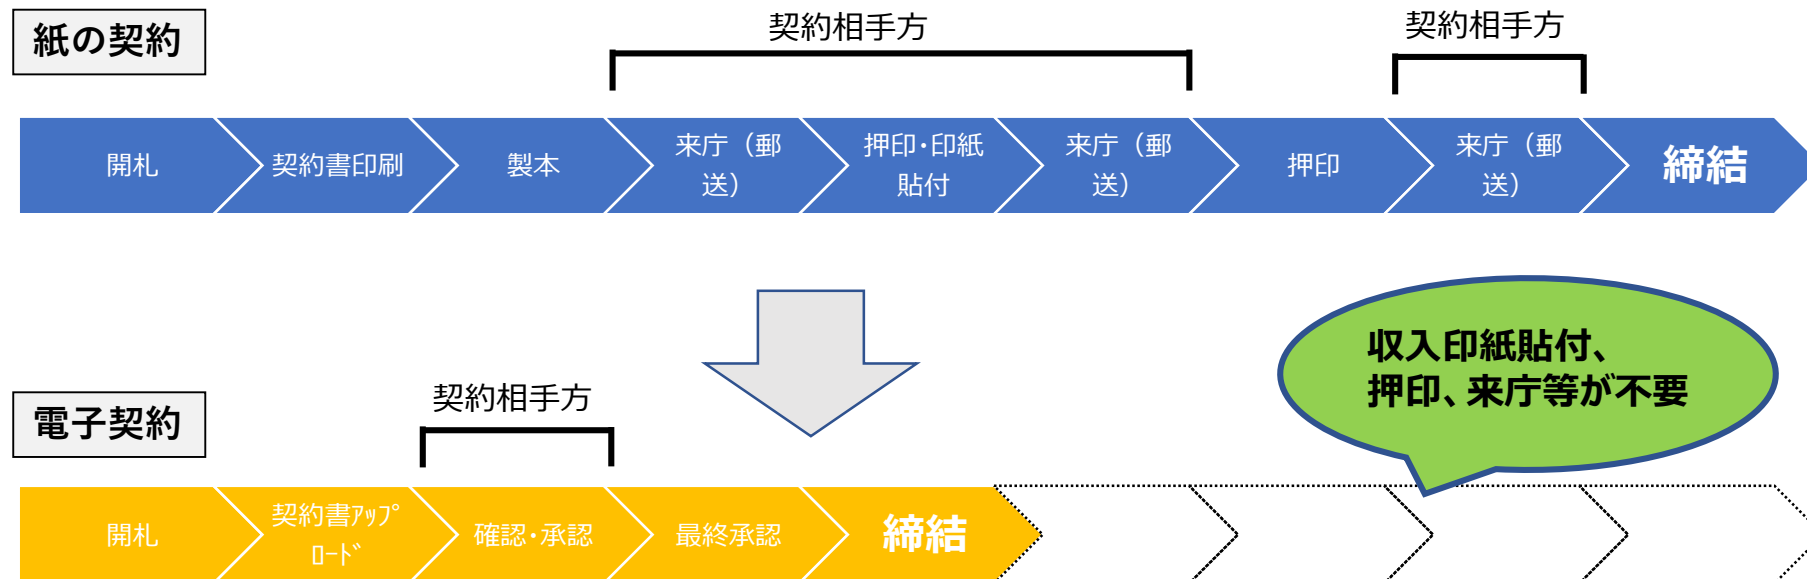 紙の契約
契約相手方
契約相手方
開札
契約書印刷
製本
来庁（郵
送）
押印・印紙
貼付
来庁（郵
送）
押印
来庁（郵
送）
締結
収入印紙貼付、
押印、来庁等が不要
電子契約
契約相手方
開札
契約書ｱｯﾌﾟ
ﾛｰﾄﾞ
確認・承認
最終承認
締結